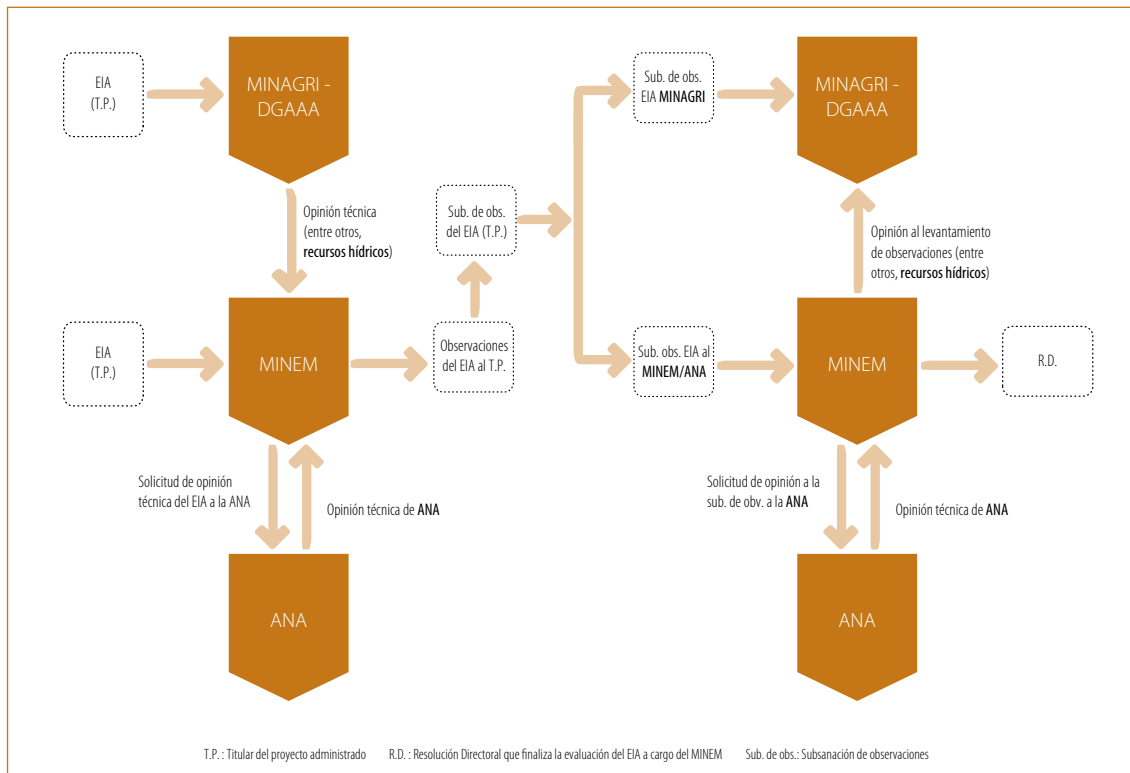 EIA
(T.P.)
MINAGRI -
DGAAA
Opinión técnica
(entre otros,
recursos hídricos)
EIA
(T.P.)
MINEM
Solicitud de opinión
técnica del EIA a la ANA
Opinión técnica de ANA
ANA
Observaciones
del EIA al T.P.
Sub. de obs.
del EIA (T.P.)
Sub. de obs.
EIA MINAGRI
MINAGRI -
DGAAA
Opinión al levantamiento
de observaciones (entre
otros, recursos hídricos)
Sub. obs. EIA al
MINEM/ANA
MINEM
R.D.
Solicitud de opinión a la
sub. de obv. a la ANA
Opinión técnica de ANA
ANA
T.P. : Titular del proyecto administrado R.D. : Resolución Directoral que finaliza la evaluación del EIA a cargo del MINEM Sub. de obs.: Subsanación de observaciones